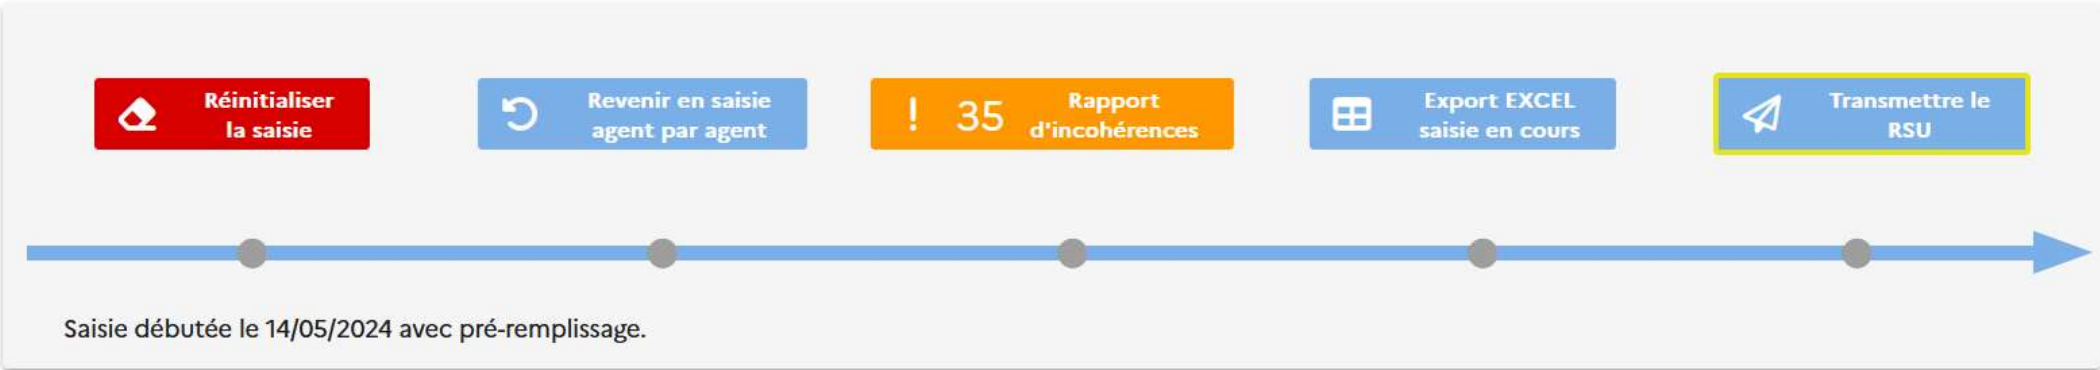 Réinitialiser
la saisie
Revenir en saisie
agent par agent
! 35 Rapport
d'incohérences
Export EXCEL
saisie en cours
Transmettre le
RSU
Saisie débutée le 14/05/2024 avec pré-remplissage.